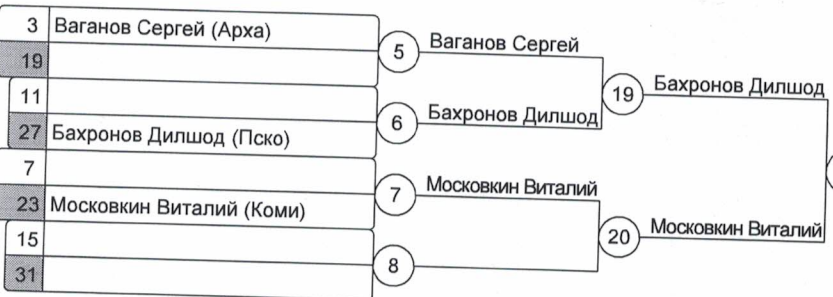 3 Ваганов Сергей (Арха)
5 Ваганов Сергей
19
19 Бахронов Дилшод
11
6 Бахронов Дилшод
27 Бахронов Дилшод (Пско)
7
7 Московкин Виталий
23 Московкин Виталий (Коми)
20 Московкин Виталий
15
8
31